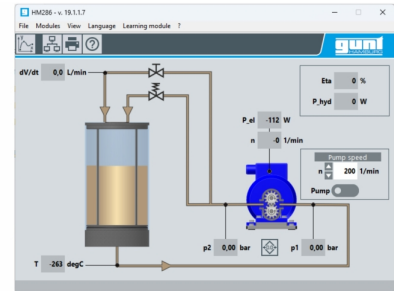 HM286 - v. 19.1.1.7
File Modules View Language Learning module ?
gunt
HAMBURG
dV/dt 0,0 L/min
Eta 0 %
P_hyd 0 W
P_el -112 W
n -0 1/min
Pump speed
n 200 1/min
Pump
p2 0,00 bar
p1 0,00 bar
T -263 degC